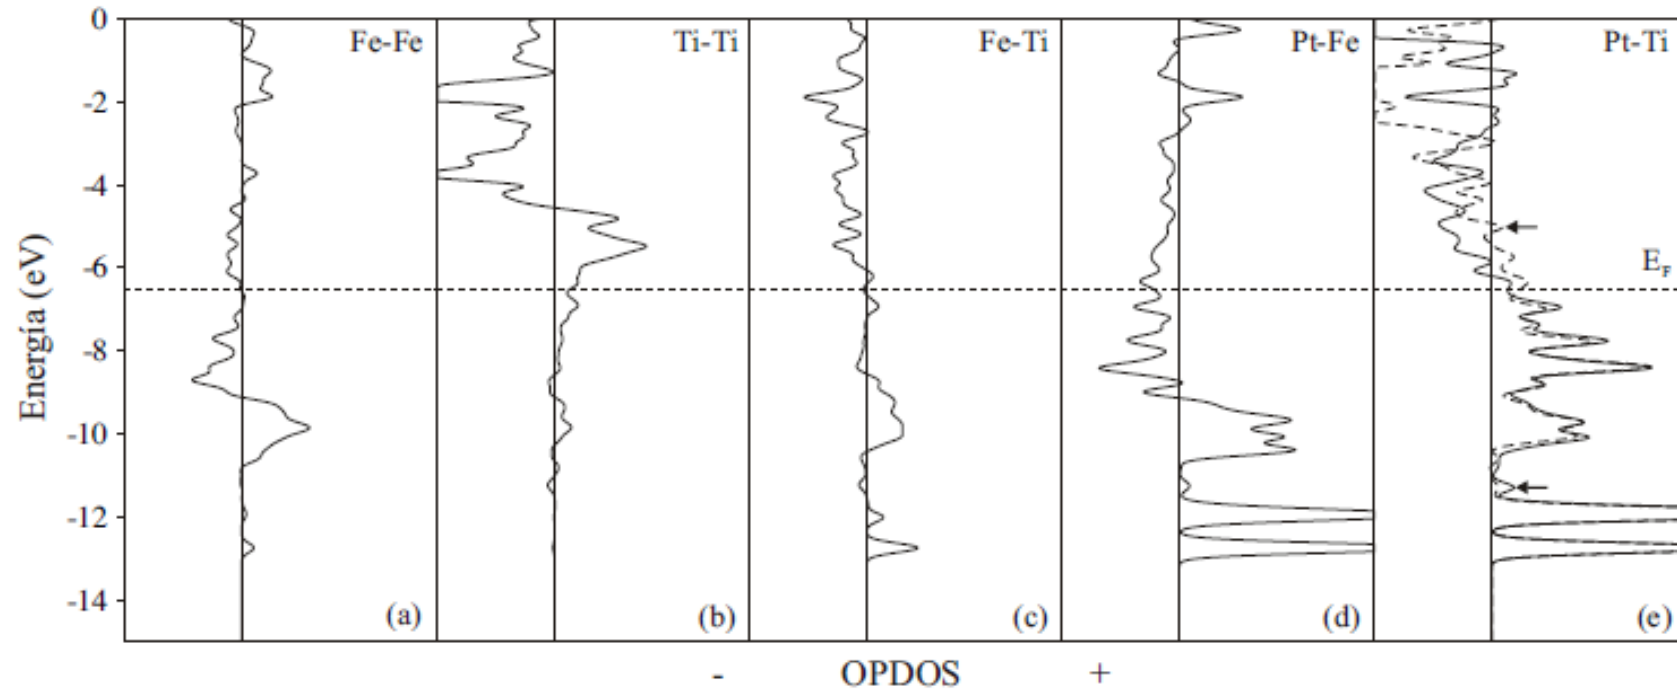 Fe-Fe
Ti-Ti
Fe-Ti
Pt-Fe
Pt-Ti
0
-2
-4
-6
-8
-10
-12
-14
Energía (eV)
E_F
(a)
(b)
(c)
(d)
(e)
- OPDOS +